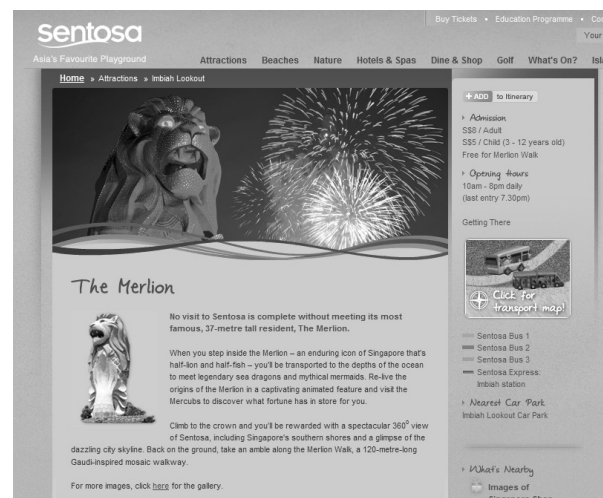 Buy Tickets • Education Programme • Co
Your
sentosa
Asia's Favourite Playground
Attractions Beaches Nature Hotels & Spas Dine & Shop Golf What's On? Isl
Home » Attractions » Imbiah Lookout
The Merlion
No visit to Sentosa is complete without meeting its most
famous, 37-metre tall resident, The Merlion.
When you step inside the Merlion – an enduring icon of Singapore that's
half-lion and half-fish – you'll be transported to the depths of the ocean
to meet legendary sea dragons and mythical mermaids. Re-live the
origins of the Merlion in a captivating animated feature and visit the
Mercubs to discover what fortune has in store for you.
Climb to the crown and you'll be rewarded with a spectacular 360⁰ view
of Sentosa, including Singapore's southern shores and a glimpse of the
dazzling city skyline. Back on the ground, take an amble along the Merlion Walk, a 120-metre-long
Gaudi-inspired mosaic walkway.
For more images, click here for the gallery.
+ ADD to Itinerary
Admission
S$8 / Adult
S$5 / Child (3 - 12 years old)
Free for Merlion Walk
Opening Hours
10am - 8pm daily
(last entry 7.30pm)
Getting There
Click for
transport map!
Sentosa Bus 1
Sentosa Bus 2
Sentosa Bus 3
Sentosa Express:
Imbiah station
Nearest Car Park
Imbiah Lookout Car Park
What's Nearby
Images of